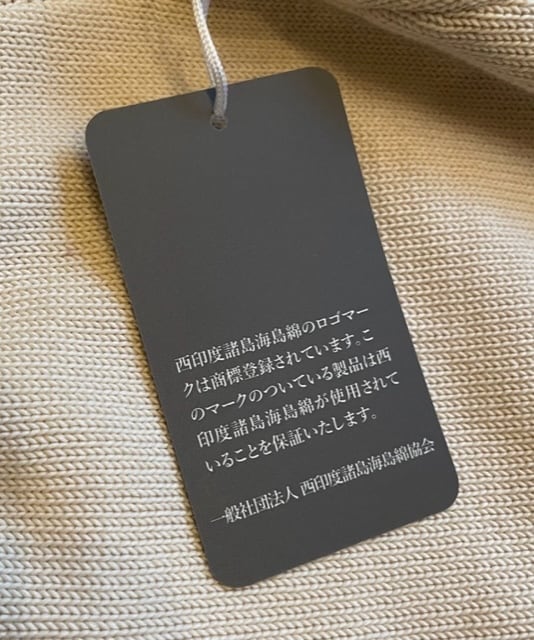 西印度諸島海島綿のロゴマー
クは商標登録されています。こ
のマークのついている製品は西
印度諸島海島綿が使用されて
いることを保証いたします。
一般社団法人 西印度諸島海島綿協会